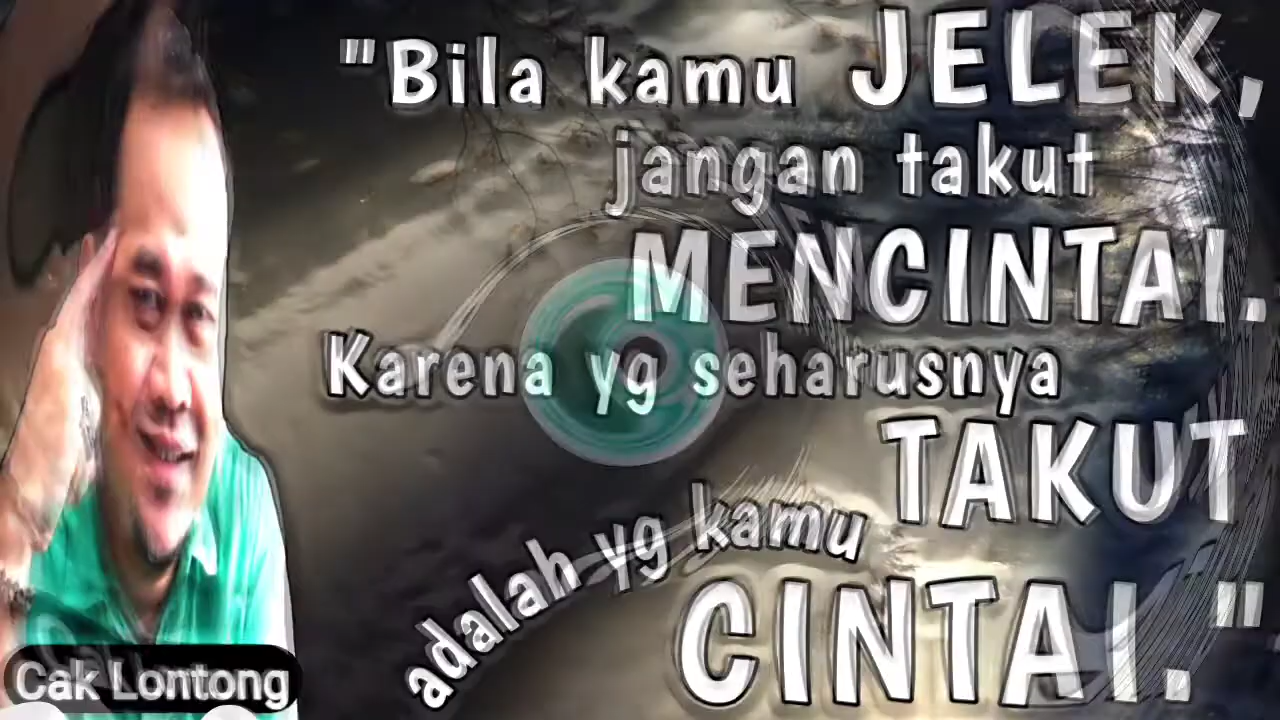 "Bila kamu JELEK,
jangan takut
MENCINTAI.
Karena yg seharusnya
TAKUT
adalah yg kamu
CINTAI."
Cak Lontong